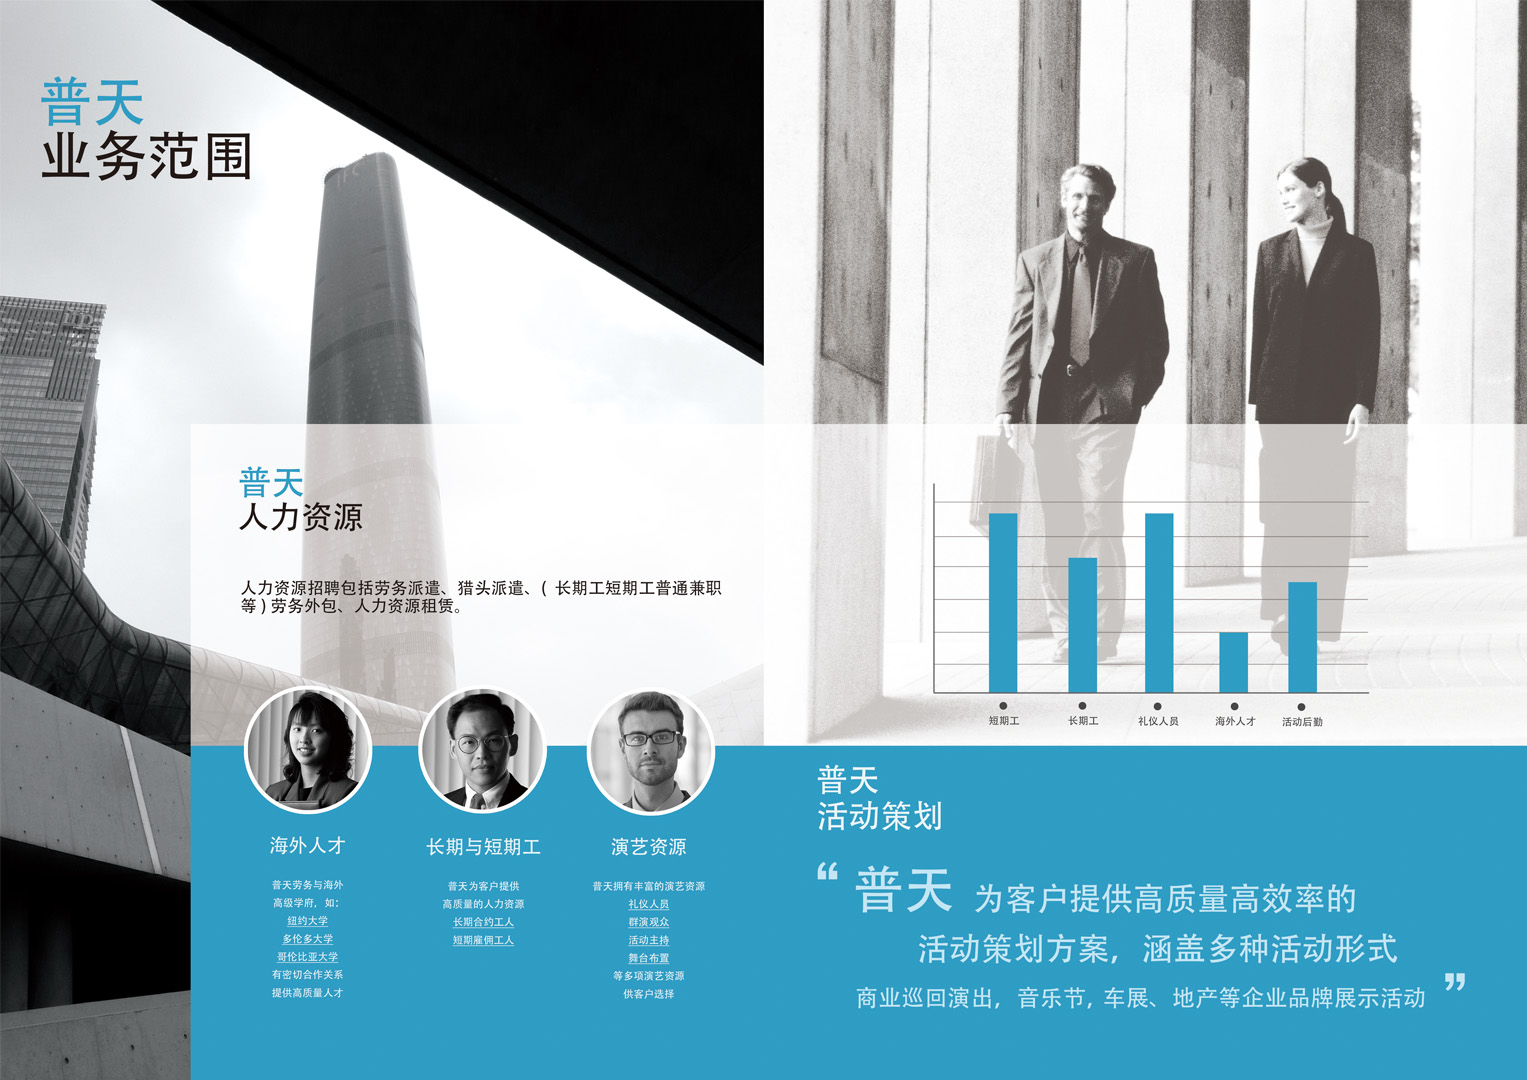 普天
业务范围
普天
人力资源
人力资源招聘包括劳务派遣、猎头派遣、( 长期工短期工普通兼职
等 ) 劳务外包、人力资源租赁。
海外人才
普天劳务与海外
高级学府，如：
纽约大学
多伦多大学
哥伦比亚大学
有密切合作关系
提供高质量人才
长期与短期工
普天为客户提供
高质量的人力资源
长期合约工人
短期雇佣工人
演艺资源
普天拥有丰富的演艺资源
礼仪人员
群演观众
活动主持
舞台布置
等多项演艺资源
供客户选择
短期工
长期工
礼仪人员
海外人才
活动后勤
普天
活动策划
“ 普天 为客户提供高质量高效率的
活动策划方案，涵盖多种活动形式
商业巡回演出，音乐节, 车展、地产等企业品牌展示活动 ”